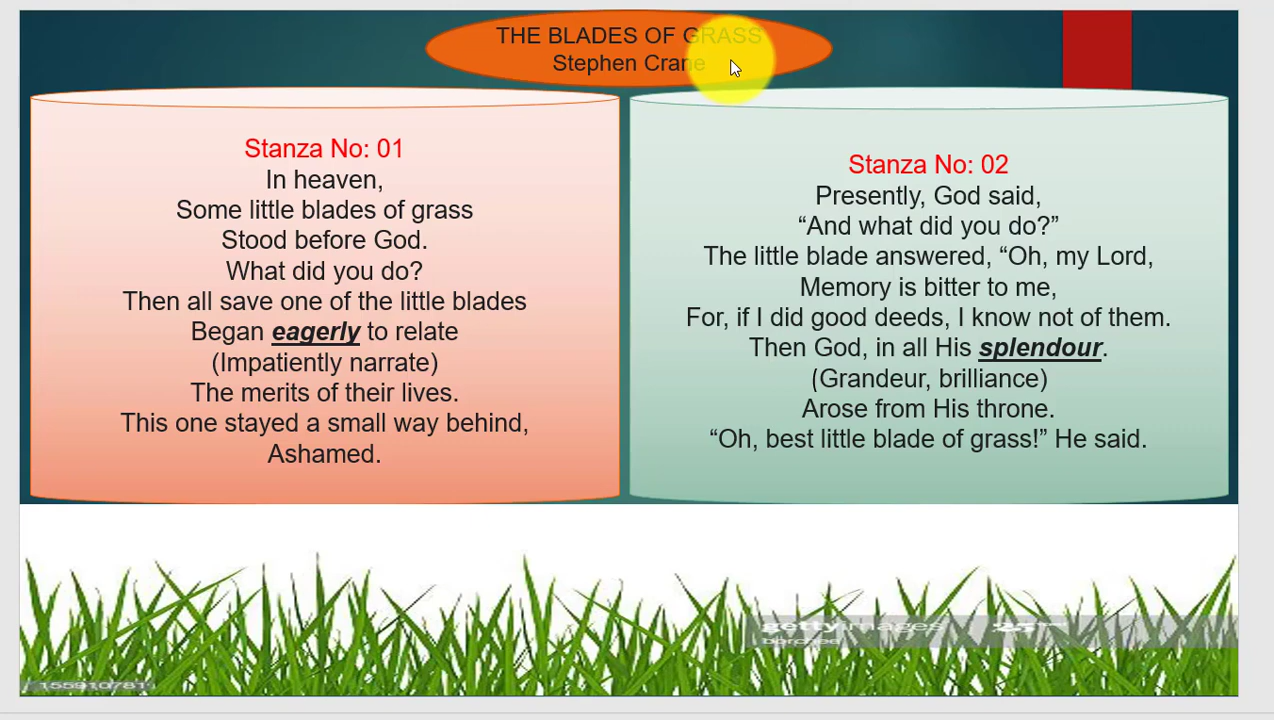 THE BLADES OF GRASS
Stephen Crane
Stanza No: 01
In heaven,
Some little blades of grass
Stood before God.
What did you do?
Then all save one of the little blades
Began eagerly to relate
(Impatiently narrate)
The merits of their lives.
This one stayed a small way behind,
Ashamed.
Stanza No: 02
Presently, God said,
“And what did you do?”
The little blade answered, “Oh, my Lord,
Memory is bitter to me,
For, if I did good deeds, I know not of them.
Then God, in all His splendour.
(Grandeur, brilliance)
Arose from His throne.
“Oh, best little blade of grass!” He said.
gettyimages
borchee